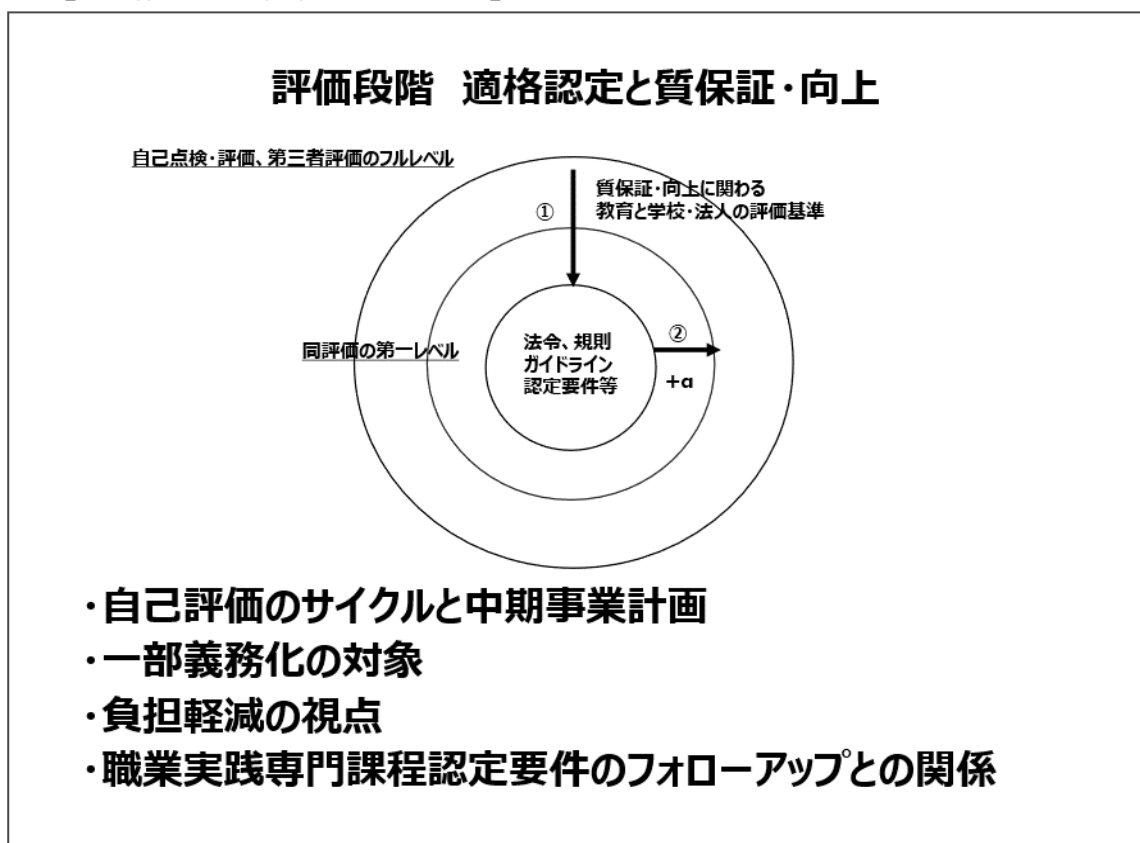 評価段階　適格認定と質保証・向上
自己点検・評価、第三者評価のフルレベル
質保証・向上に関わる
教育と学校・法人の評価基準
①
同評価の第一レベル
法令、規則
ガイドライン
認定要件等
②
+α
・自己評価のサイクルと中期事業計画
・一部義務化の対象
・負担軽減の視点
・職業実践専門課程認定要件のフォローアップとの関係